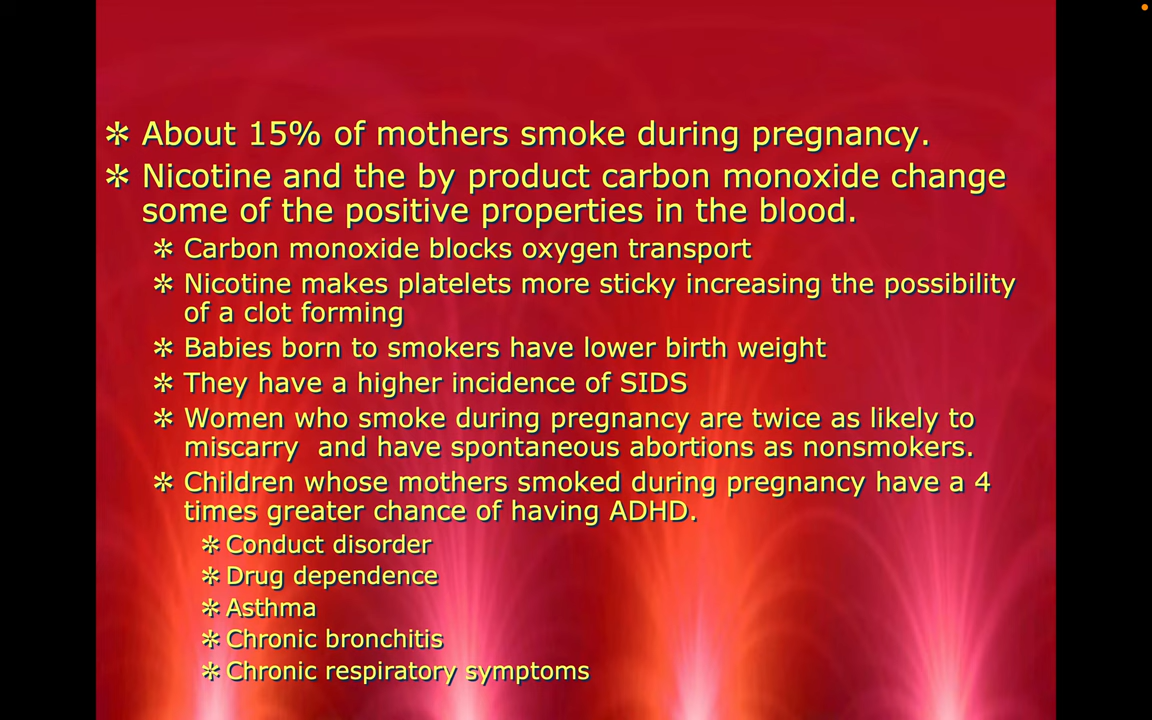 ✲ About 15% of mothers smoke during pregnancy.
✲ Nicotine and the by product carbon monoxide change
some of the positive properties in the blood.
✲ Carbon monoxide blocks oxygen transport
✲ Nicotine makes platelets more sticky increasing the possibility
of a clot forming
✲ Babies born to smokers have lower birth weight
✲ They have a higher incidence of SIDS
✲ Women who smoke during pregnancy are twice as likely to
miscarry  and have spontaneous abortions as nonsmokers.
✲ Children whose mothers smoked during pregnancy have a 4
times greater chance of having ADHD.
✲ Conduct disorder
✲ Drug dependence
✲ Asthma
✲ Chronic bronchitis
✲ Chronic respiratory symptoms